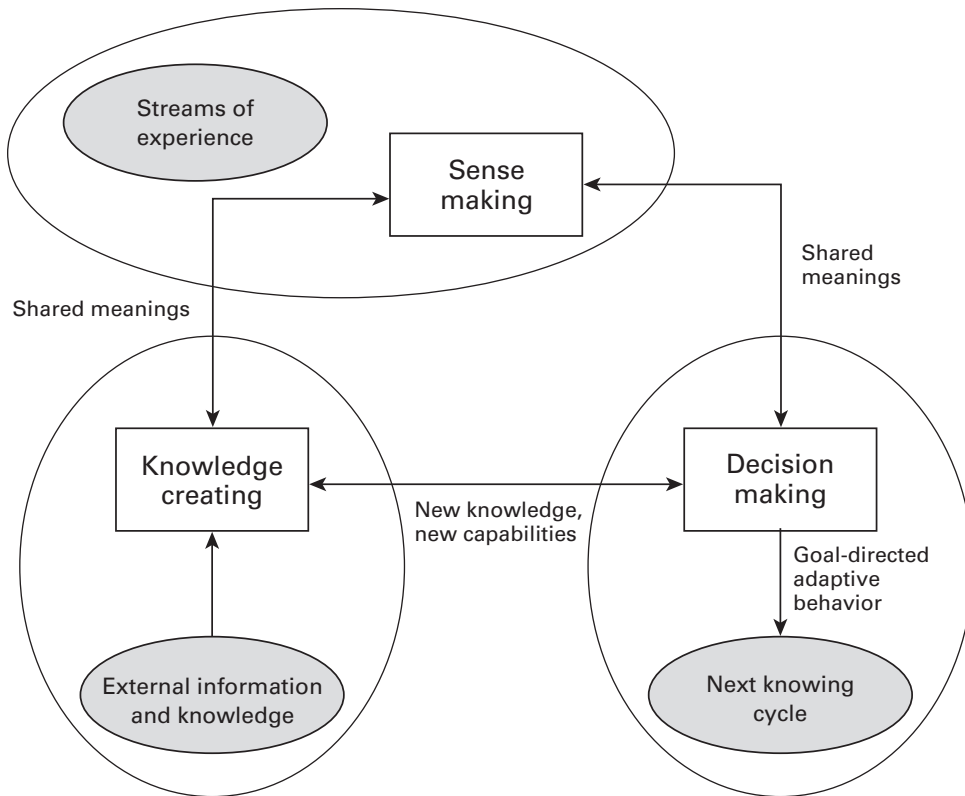 Streams of
experience
Sense
making
Shared
meanings
Shared meanings
Knowledge
creating
Decision
making
New knowledge,
new capabilities
Goal-directed
adaptive
behavior
External information
and knowledge
Next knowing
cycle